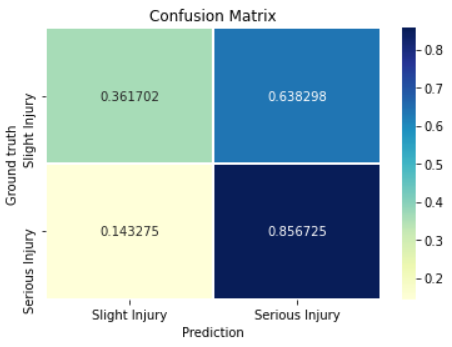 Confusion Matrix
Ground truth
Slight Injury
Serious Injury
0.361702 0.638298
0.143275 0.856725
Slight Injury Serious Injury
Prediction
0.8
0.7
0.6
0.5
0.4
0.3
0.2